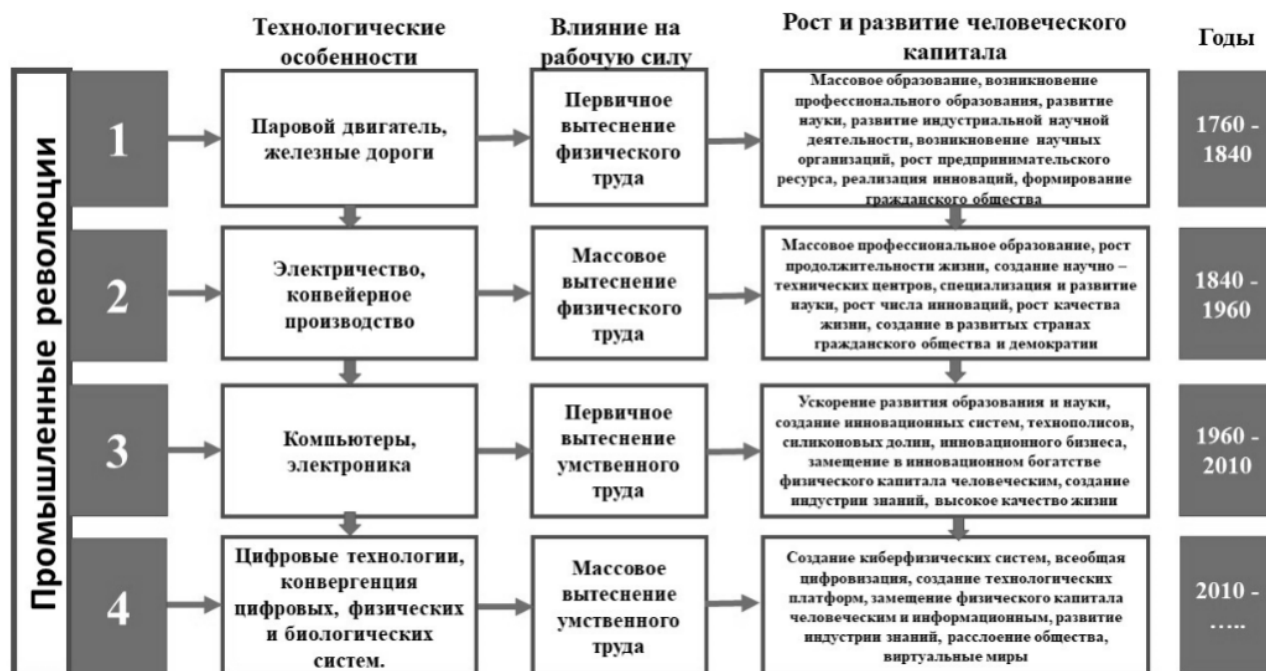 Технологические
особенности
Влияние на
рабочую силу
Рост и развитие человеческого
капитала
Годы
Промышленные революции
1
Паровой двигатель,
железные дороги
Первичное
вытеснение
физического
труда
Массовое образование, возникновение
профессионального образования, развитие
науки, развитие индустриальной научной
деятельности, возникновение научных
организаций, рост предпринимательского
ресурса, реализация инноваций, формирование
гражданского общества
1760 -
1840
2
Электричество,
конвейерное
производство
Массовое
вытеснение
физического
труда
Массовое профессиональное образование, рост
продолжительности жизни, создание научно –
технических центров, специализация и развитие
науки, рост числа инноваций, рост качества
жизни, создание в развитых странах
гражданского общества и демократии
1840 -
1960
3
Компьютеры,
электроника
Первичное
вытеснение
умственного
труда
Ускорение развития образования и науки,
создание инновационных систем, технополисов,
силиконовых долин, инновационного бизнеса,
замещение в инновационном богатстве
физического капитала человеческим, создание
индустрии знаний, высокое качество жизни
1960 -
2010
4
Цифровые технологии,
конвергенция
цифровых, физических
и биологических
систем.
Массовое
вытеснение
умственного
труда
Создание киберфизических систем, всеобщая
цифровизация, создание технологических
платформ, замещение физического капитала
человеческим и информационным, развитие
индустрии знаний, расслоение общества,
виртуальные миры
2010 -
…..